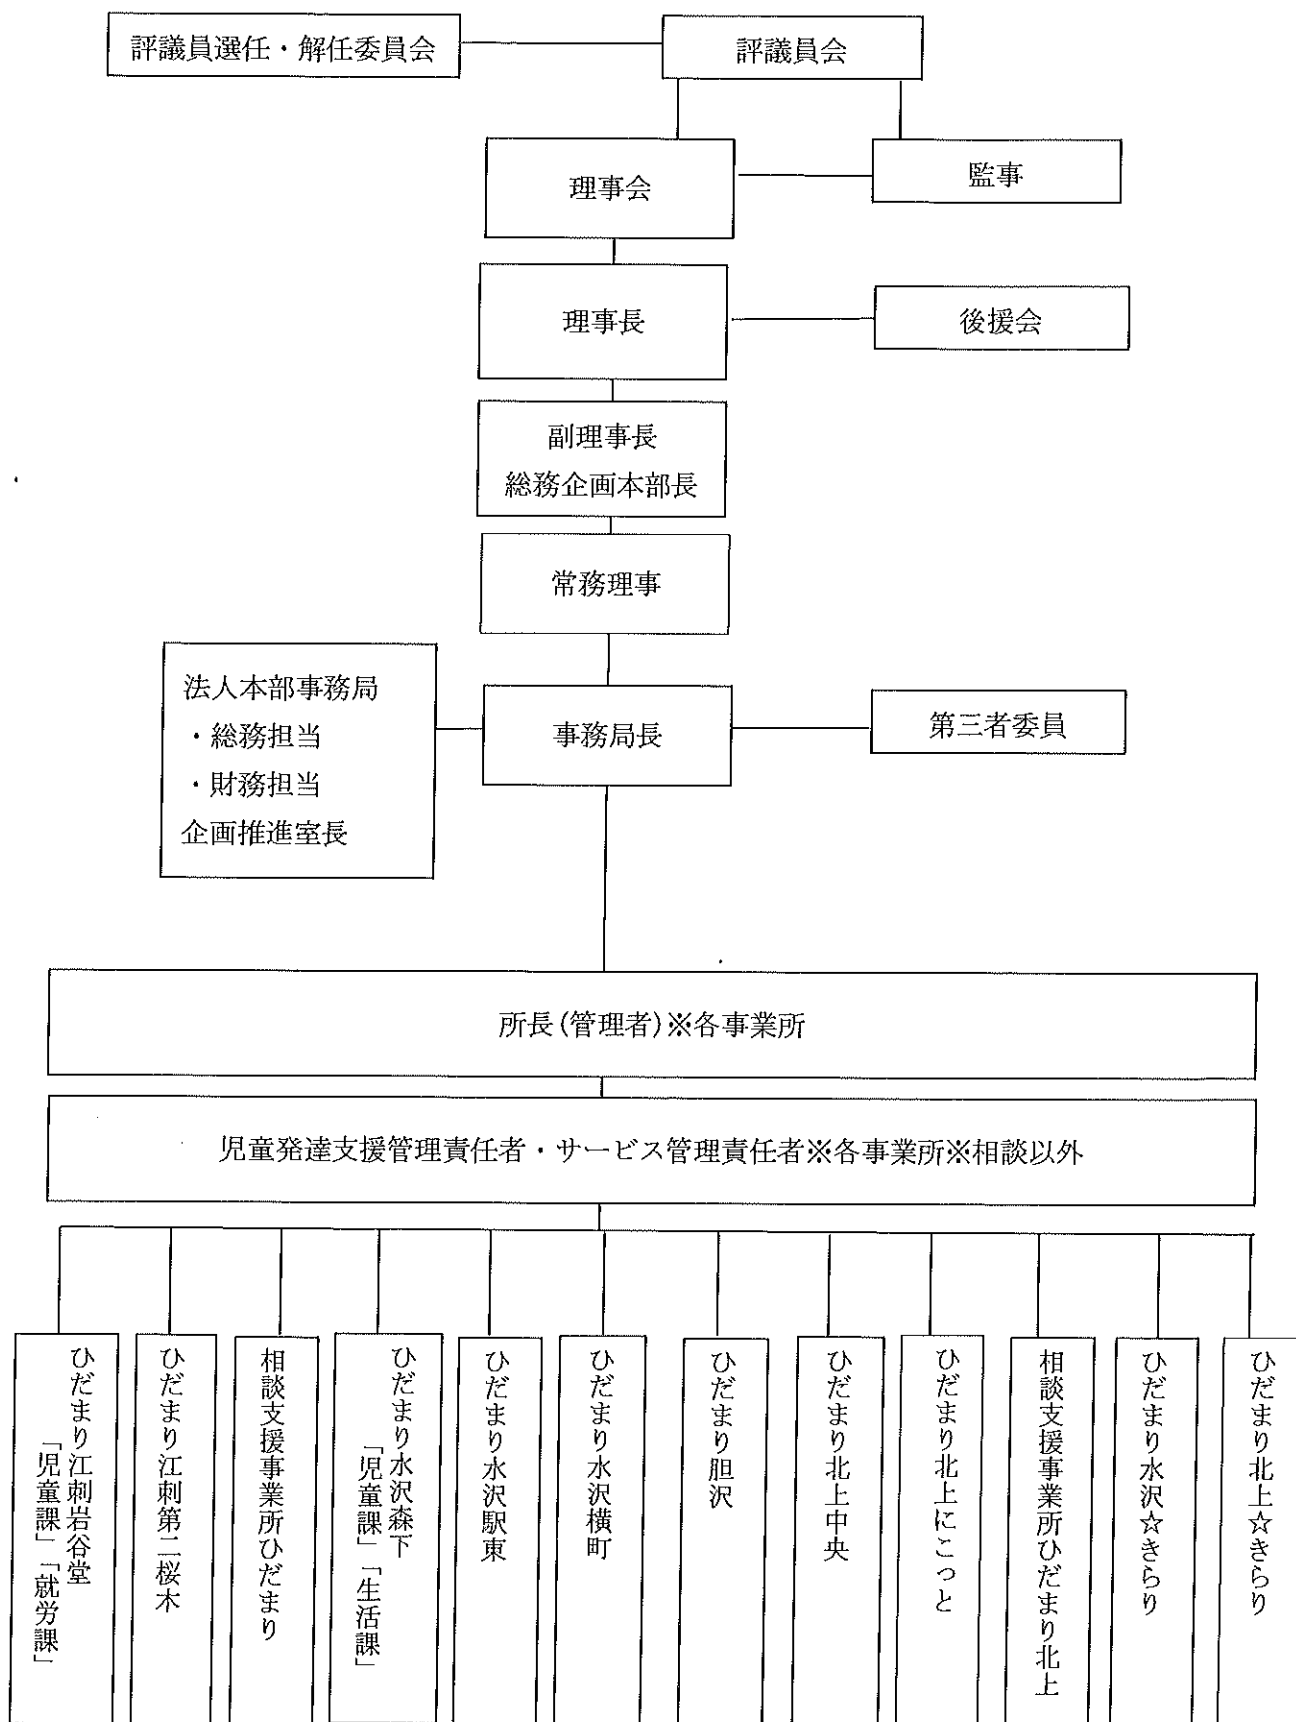 評議員選任・解任委員会
評議員会
理事会
監事
理事長
後援会
副理事長
総務企画本部長
常務理事
法人本部事務局
・総務担当
・財務担当
企画推進室長
事務局長
第三者委員
所長(管理者)※各事業所
児童発達支援管理責任者・サービス管理責任者※各事業所※相談以外
ひだまり江刺岩谷堂
「児童課」「就労課」
ひだまり江刺第二桜木
相談支援事業所ひだまり
ひだまり水沢森下
「児童課」「生活課」
ひだまり水沢駅東
ひだまり水沢横町
ひだまり胆沢
ひだまり北上中央
ひだまり北上にこっと
相談支援事業所ひだまり北上
ひだまり水沢☆きらり
ひだまり北上☆きらり